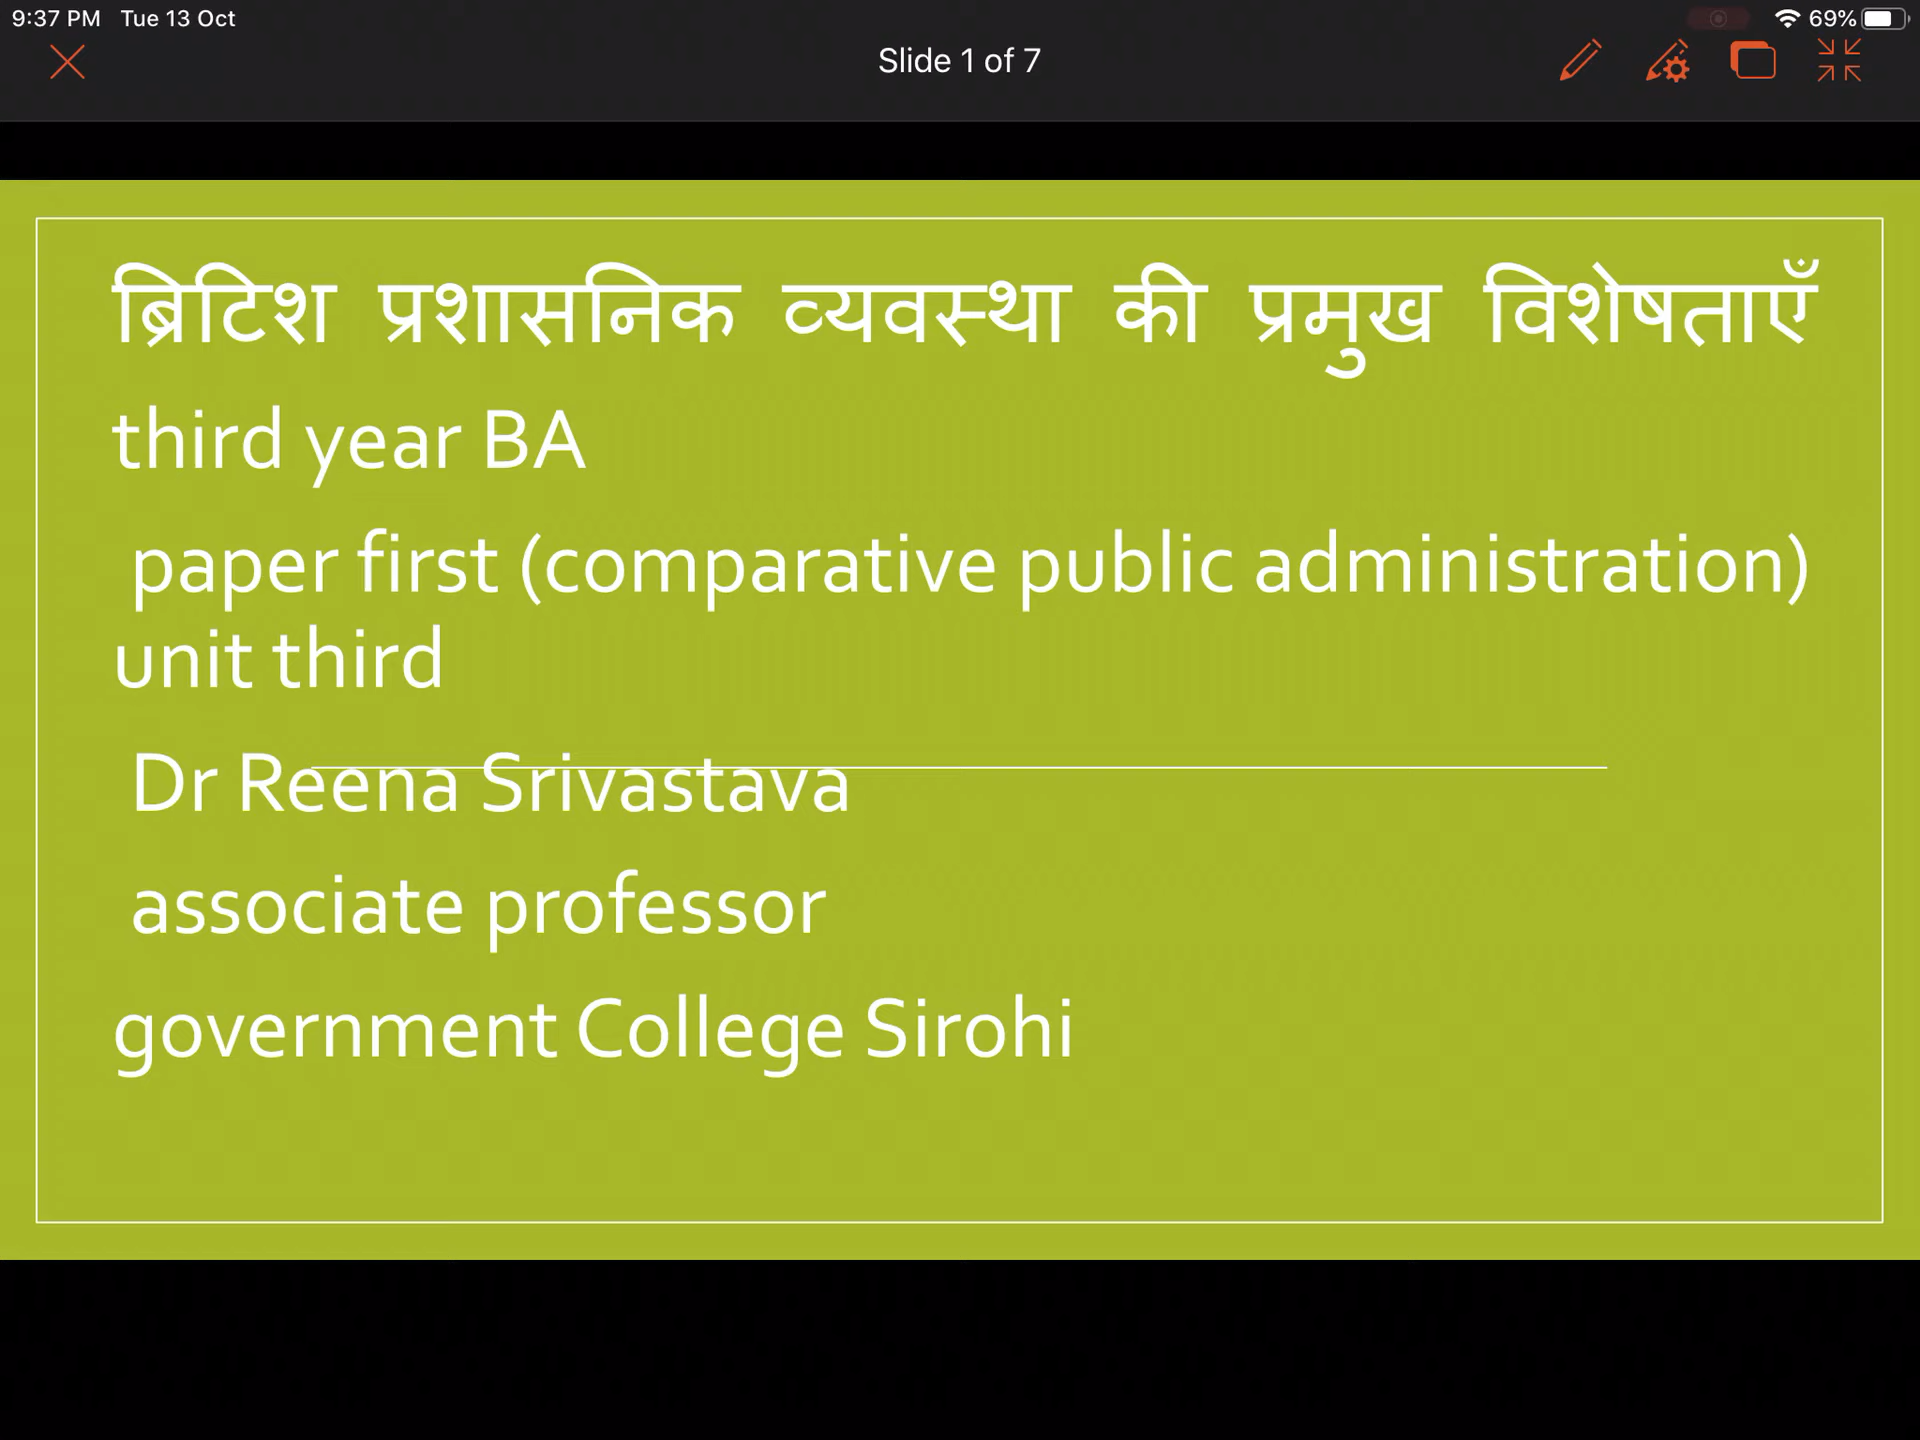 9:37 PM Tue 13 Oct
69%
Slide 1 of 7
ब्रिटिश प्रशासनिक व्यवस्था की प्रमुख विशेषताएँ
third year BA
paper first (comparative public administration)
unit third
Dr Reena Srivastava
associate professor
government College Sirohi